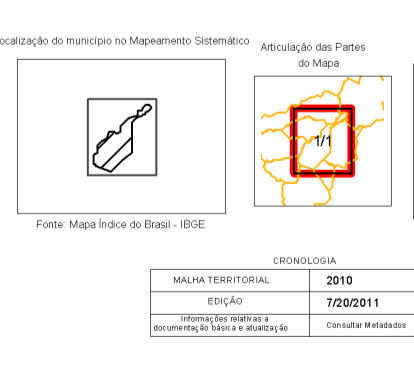 ocalização do município no Mapeamento Sistemático
Articulação das Partes
do Mapa
1/1
Fonte: Mapa Índice do Brasil - IBGE
CRONOLOGIA
MALHA TERRITORIAL 2010
EDIÇÃO 7/20/2011
Informações relativas a
documentação básica e atualização Consultar Metadados